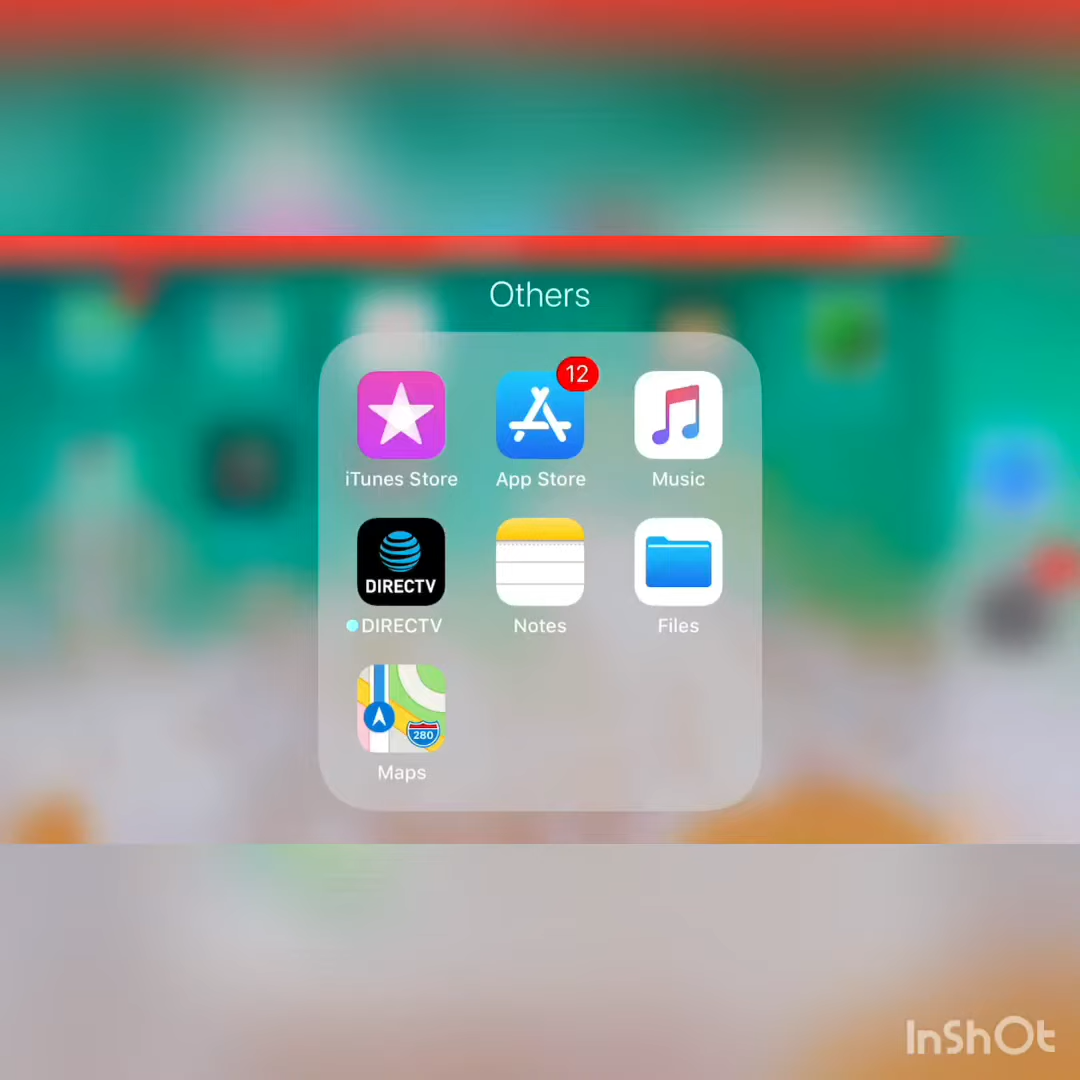 Others
12
iTunes Store App Store Music
DIRECTV
DIRECTV Notes Files
280
Maps
InShOt